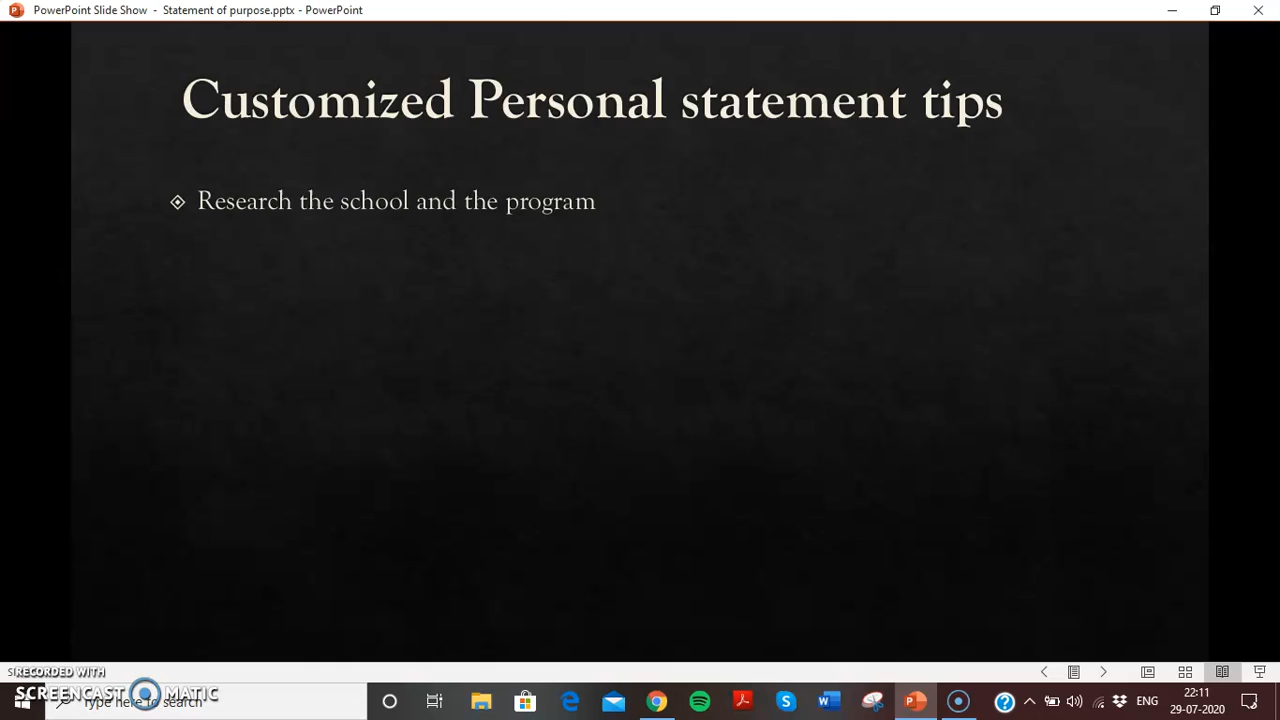 PowerPoint Slide Show - Statement of purpose.pptx - PowerPoint
Customized Personal statement tips
Research the school and the program
RECORDED WITH
SCREENCAST MATIC
Type here to search
ENG
22:11
29-07-2020